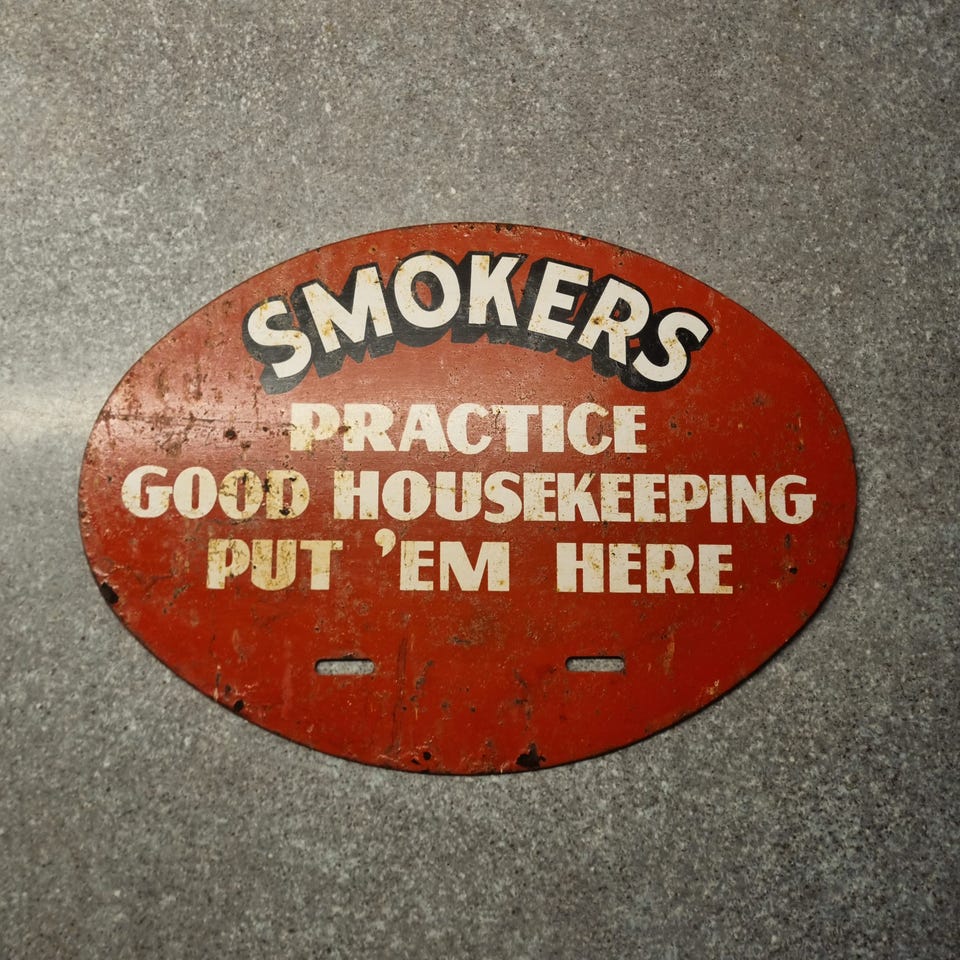 SMOKERS
PRACTICE
GOOD HOUSEKEEPING
PUT 'EM HERE